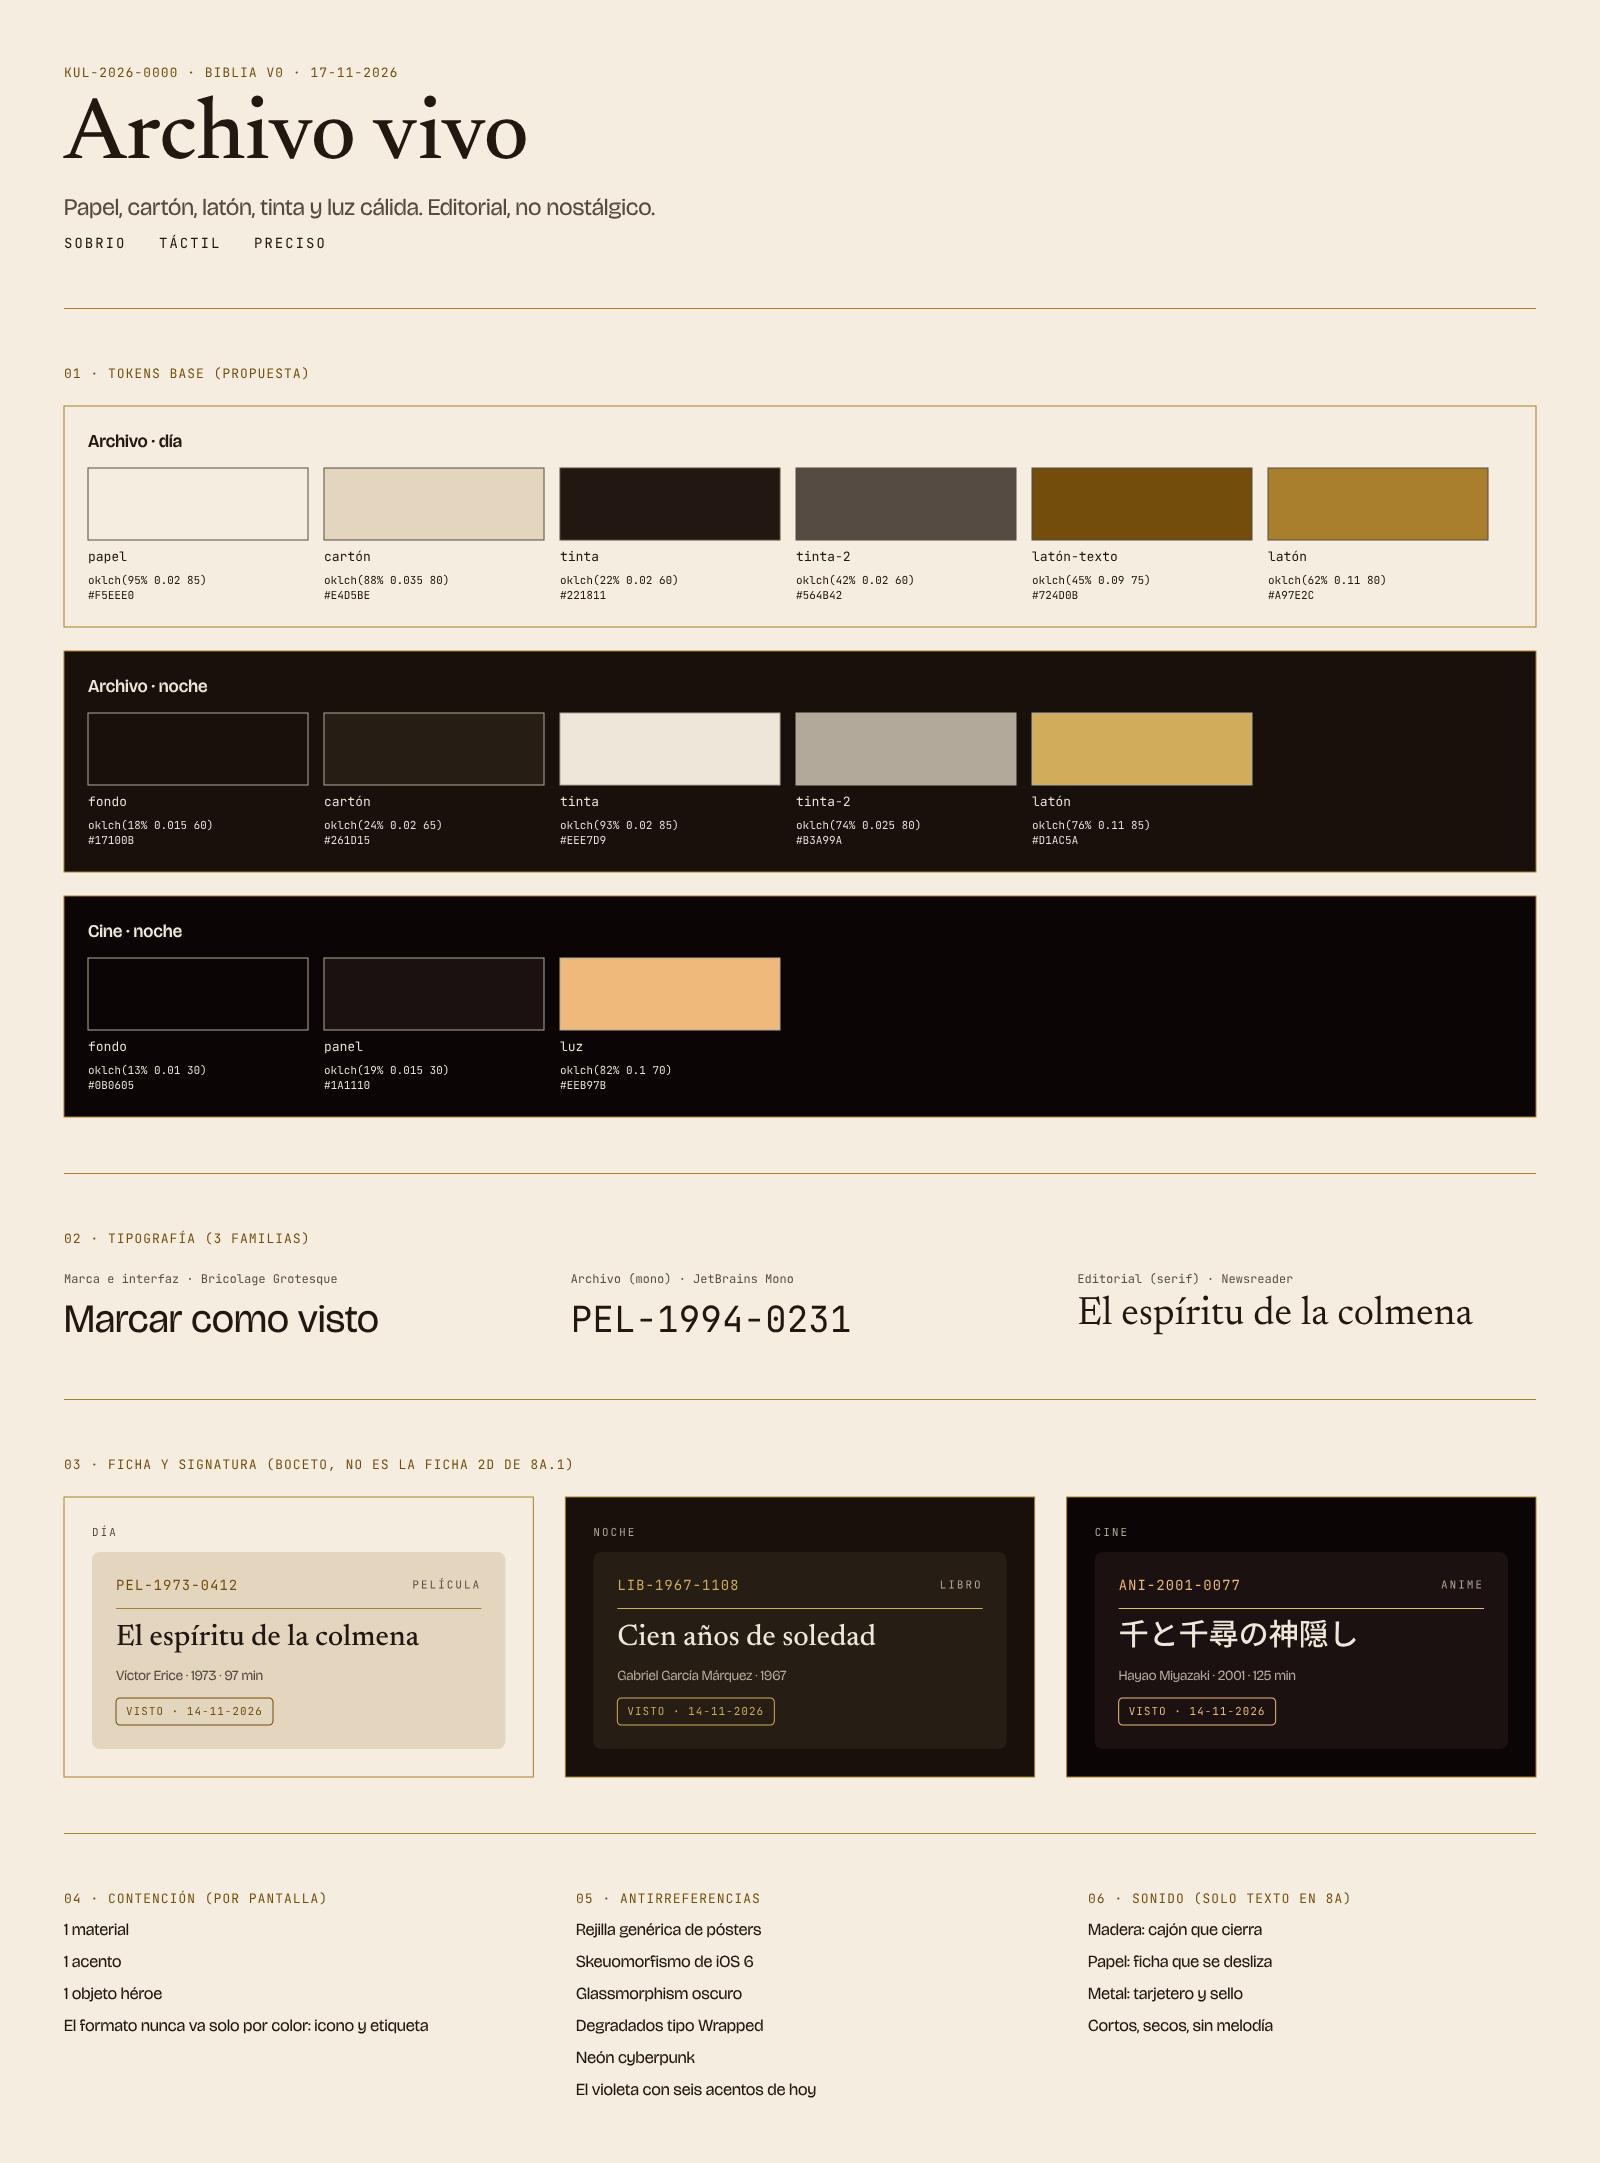 KUL-2026-0000 · BIBLIA V0 · 17-11-2026
Archivo vivo
Papel, cartón, latón, tinta y luz cálida. Editorial, no nostálgico.
SOBRIO TÁCTIL PRECISO
01 · TOKENS BASE (PROPUESTA)
Archivo · día
papel
oklch(95% 0.02 85)
#F5EEE0
cartón
oklch(88% 0.035 80)
#E4D5BE
tinta
oklch(22% 0.02 60)
#221811
tinta-2
oklch(42% 0.02 60)
#564B42
latón-texto
oklch(45% 0.09 75)
#724D0B
latón
oklch(62% 0.11 80)
#A97E2C
Archivo · noche
fondo
oklch(18% 0.015 60)
#17100B
cartón
oklch(24% 0.02 65)
#261D15
tinta
oklch(93% 0.02 85)
#EEE7D9
tinta-2
oklch(74% 0.025 80)
#B3A99A
latón
oklch(76% 0.11 85)
#D1AC5A
Cine · noche
fondo
oklch(13% 0.01 30)
#0B0605
panel
oklch(19% 0.015 30)
#1A1110
luz
oklch(82% 0.1 70)
#EEB97B
02 · TIPOGRAFÍA (3 FAMILIAS)
Marca e interfaz · Bricolage Grotesque
Marcar como visto
Archivo (mono) · JetBrains Mono
PEL-1994-0231
Editorial (serif) · Newsreader
El espíritu de la colmena
03 · FICHA Y SIGNATURA (BOCETO, NO ES LA FICHA 2D DE 8A.1)
DÍA
PEL-1973-0412 PELÍCULA
El espíritu de la colmena
Víctor Erice · 1973 · 97 min
VISTO · 14-11-2026
NOCHE
LIB-1967-1108 LIBRO
Cien años de soledad
Gabriel García Márquez · 1967
VISTO · 14-11-2026
CINE
ANI-2001-0077 ANIME
千と千尋の神隠し
Hayao Miyazaki · 2001 · 125 min
VISTO · 14-11-2026
04 · CONTENCIÓN (POR PANTALLA)
1 material
1 acento
1 objeto héroe
El formato nunca va solo por color: icono y etiqueta
05 · ANTIRREFERENCIAS
Rejilla genérica de pósters
Skeuomorfismo de iOS 6
Glassmorphism oscuro
Degradados tipo Wrapped
Neón cyberpunk
El violeta con seis acentos de hoy
06 · SONIDO (SOLO TEXTO EN 8A)
Madera: cajón que cierra
Papel: ficha que se desliza
Metal: tarjetero y sello
Cortos, secos, sin melodía